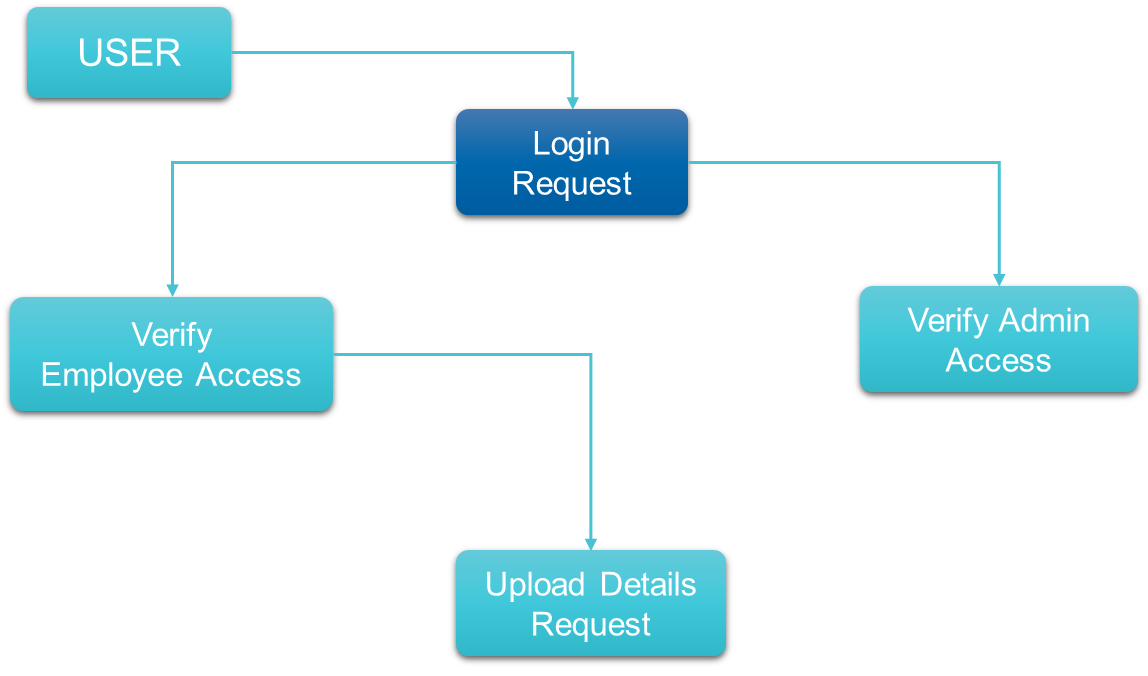 USER
Login
Request
Verify
Employee Access
Verify Admin
Access
Upload Details
Request